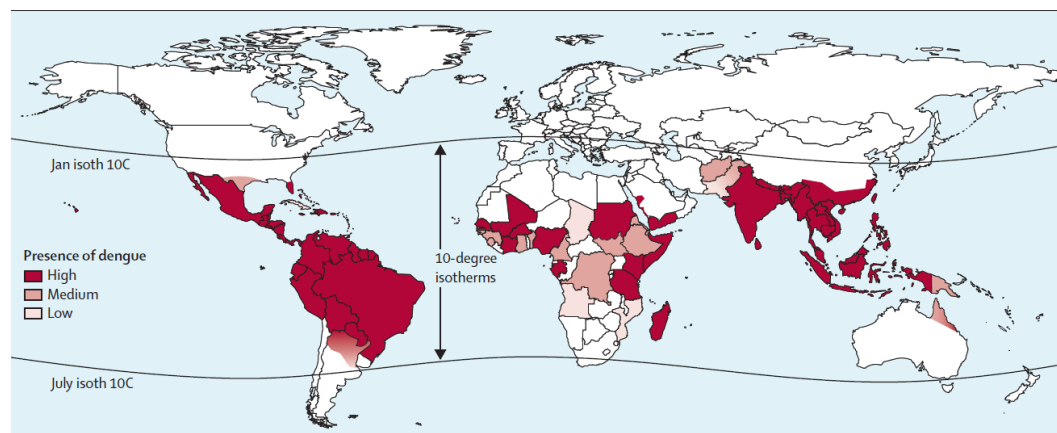 Jan isoth 10C
10-degree
isotherms
Presence of dengue
High
Medium
Low
July isoth 10C